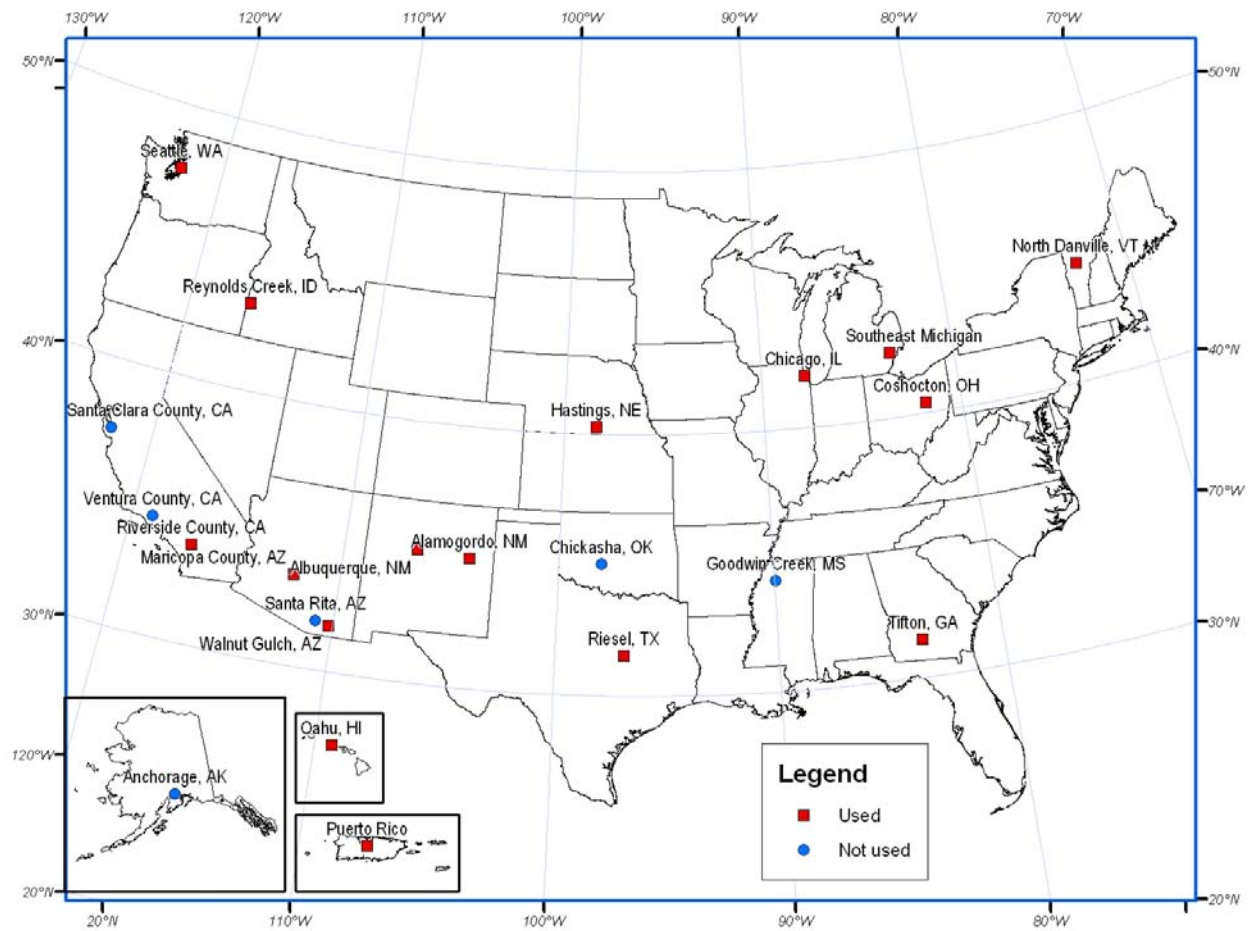 130°W 120°W 110°W 100°W 90°W 80°W 70°W
50°N 50°N
Seattle, WA
North Danville, VT
Reynolds Creek, ID
Southeast Michigan
40°N 40°N
Chicago, IL
Coshocton, OH
Santa Clara County, CA
Hastings, NE
70°W
Ventura County, CA
Riverside County, CA
Alamogordo, NM
Chickasha, OK
Maricopa County, AZ
Albuquerque, NM
Goodwin Creek, MS
Santa Rita, AZ
30°N 30°N
Tifton, GA
Walnut Gulch, AZ
Riesel, TX
Oahu, HI
120°W
Anchorage, AK
Legend
Used
Puerto Rico
Not used
20°N 20°N
20°N 110°W 100°W 90°W 80°W